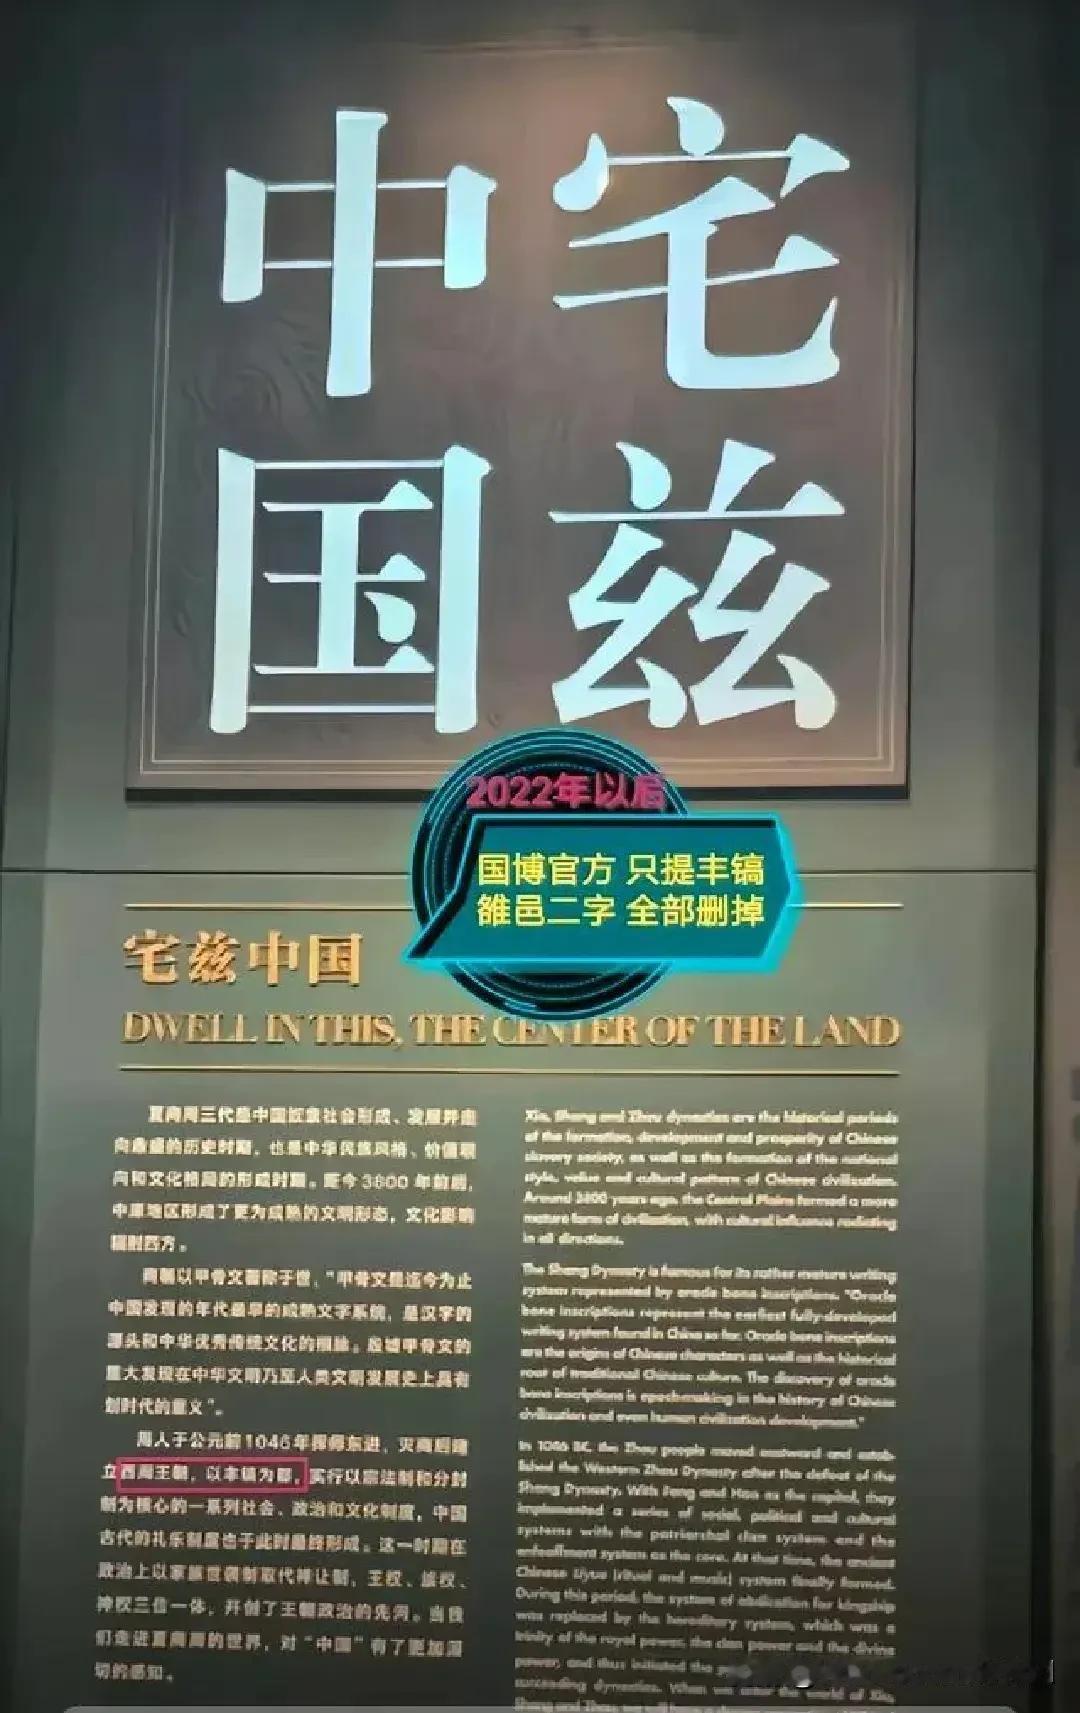 宅兹
中国
2022年以后
国博官方 只提丰镐
雒邑二字 全部删掉
宅兹中国
DWELL IN THIS, THE CENTER OF THE LAND
夏商周三代是中国奴隶社会形成、发展并走
向鼎盛的历史时期，也是中华民族风格、价值取
向和文化格局的形成时期。距今3800年前后，
中原地区形成了更为成熟的文明形态，文化影响
辐射四方。
商朝以甲骨文著称于世，“甲骨文是迄今为止
中国发现的年代最早的成熟文字系统，是汉字的
源头和中华优秀传统文化的根脉。殷墟甲骨文的
重大发现在中华文明乃至人类文明发展史上具有
划时代的意义”。
周人于公元前1046年挥师东进，灭商后建
立西周王朝，以丰镐为都，实行以宗法制和分封
制为核心的一系列社会、政治和文化制度，中国
古代的礼乐制度也于此时最终形成。这一时期在
政治上以家族世袭制取代禅让制，王权、族权、
神权三位一体，开创了王朝政治的先河。当我
们走进夏商周的世界，对“中国”有了更加深
切的感知。
Xia, Shang and Zhou dynasties are the historical periods
of the formation, development and prosperity of Chinese
slavery society, as well as the formation of the national
style, value and cultural pattern of Chinese civilization.
Around 3800 years ago, the Central Plains formed a more
mature form of civilization, with cultural influence radiating
in all directions.
The Shang Dynasty is famous for its rather mature writing
system represented by oracle bone inscriptions. "Oracle
bone inscriptions represent the earliest fully-developed
writing system found in China so far. Oracle bone inscriptions
are the origins of Chinese characters as well as the historical
root of traditional Chinese culture. The discovery of oracle
bone inscriptions is epoch-making in the history of Chinese
civilization and even human civilization development."
In 1046 BC, the Zhou people moved eastward and estab-
lished the Western Zhou Dynasty after the defeat of the
Shang Dynasty. With Feng and Hao as the capital, they
implemented a series of social, political and cultural
systems with the patriarchal clan system and the
enfeoffment system as the core. At that time, the ancient
Chinese Liyue (ritual and music) system finally formed.
During this period, the system of abdication for kingship
was replaced by the hereditary system, which was a
trinity of the royal power, the clan power and the divine
power, and thus initiated the
succeeding dynasties. When we enter the world of Xia,
Shang and Zhou, we will have a